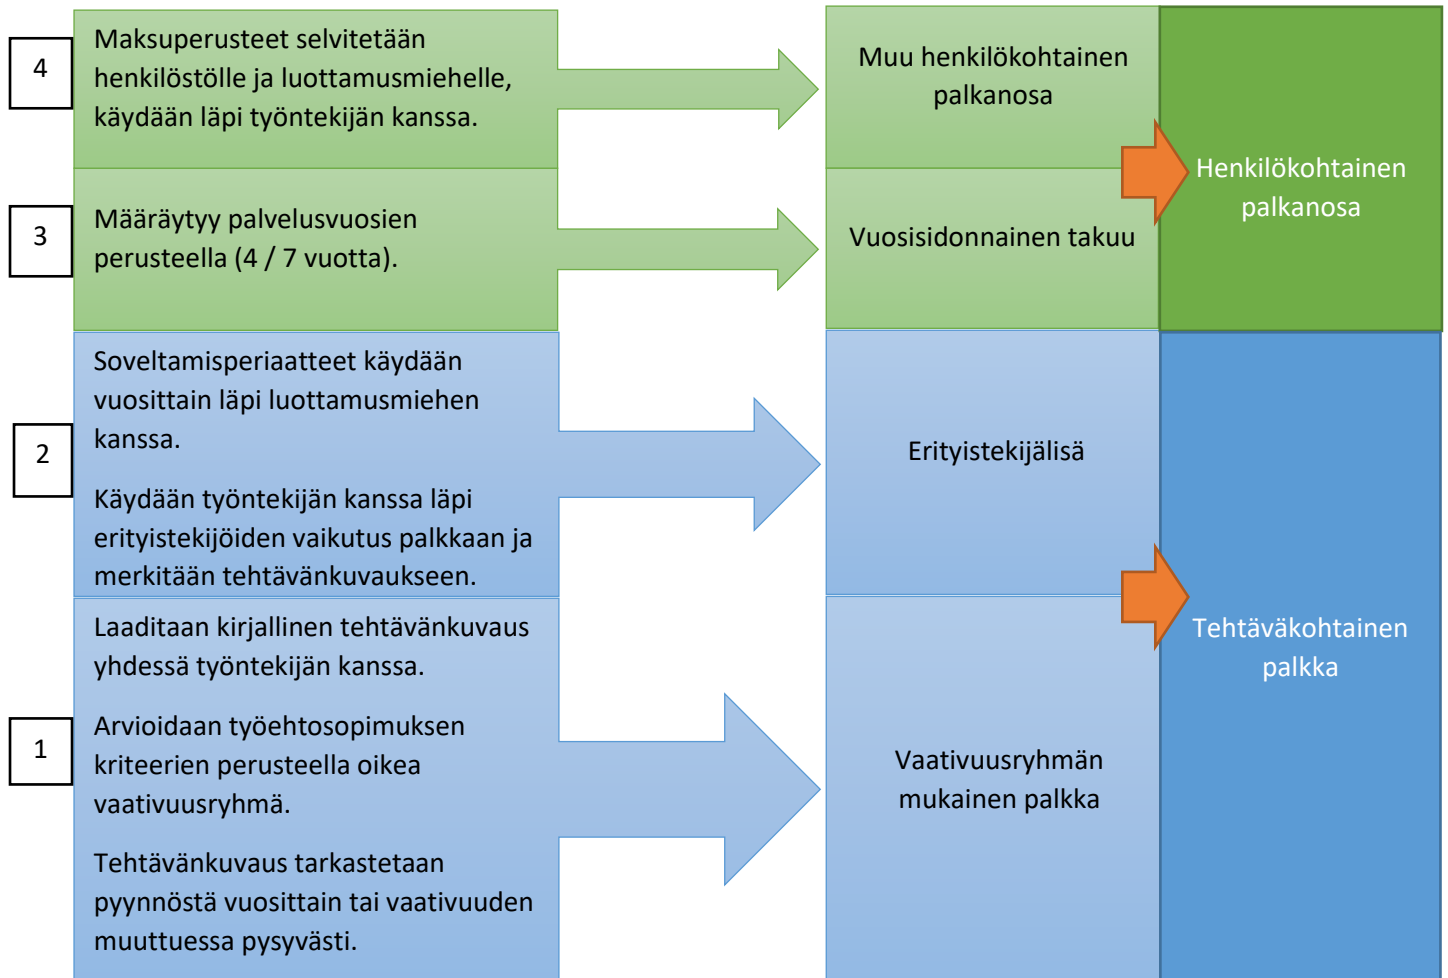 4
Maksuperusteet selvitetään
henkilöstölle ja luottamusmiehelle,
käydään läpi työntekijän kanssa.
Muu henkilökohtainen
palkanosa
Henkilökohtainen
palkanosa
3
Määräytyy palvelusvuosien
perusteella (4 / 7 vuotta).
Vuosisidonnainen takuu
2
Soveltamisperiaatteet käydään
vuosittain läpi luottamusmiehen
kanssa.
Käydään työntekijän kanssa läpi
erityistekijöiden vaikutus palkkaan ja
merkitään tehtävänkuvaukseen.
Erityistekijälisä
Tehtäväkohtainen
palkka
1
Laaditaan kirjallinen tehtävänkuvaus
yhdessä työntekijän kanssa.
Arvioidaan työehtosopimuksen
kriteerien perusteella oikea
vaativuusryhmä.
Tehtävänkuvaus tarkastetaan
pyynnöstä vuosittain tai vaativuuden
muuttuessa pysyvästi.
Vaativuusryhmän
mukainen palkka